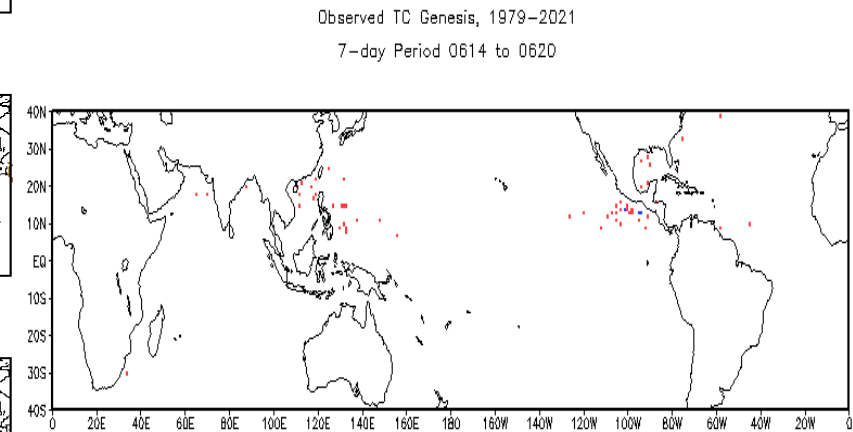 Observed TC Genesis, 1979-2021
7-day Period 0614 to 0620
40N
30N
20N
10N
EQ
10S
20S
30S
40S
0 20E 40E 60E 80E 100E 120E 140E 160E 180 160W 140W 120W 100W 80W 60W 40W 20W 0